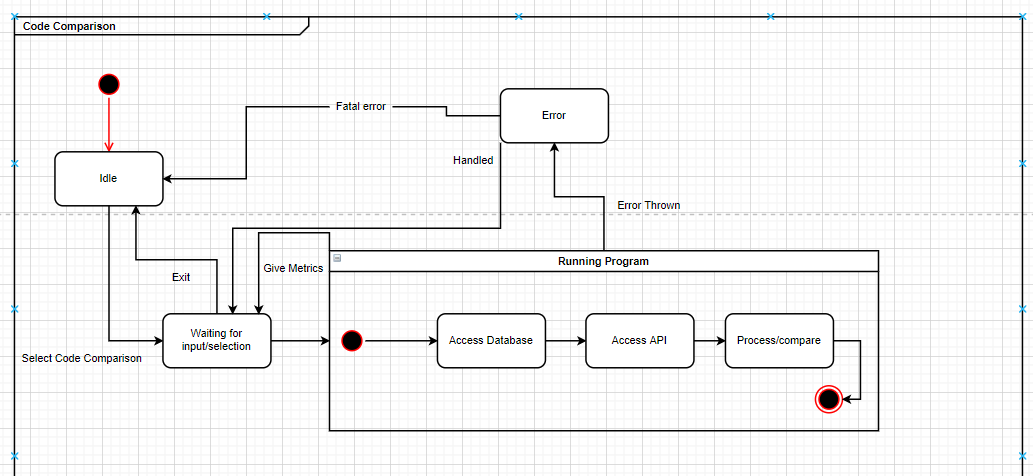 Code Comparison
Fatal error
Error
Handled
Idle
Error Thrown
Running Program
Give Metrics
Exit
Waiting for
input/selection
Access Database
Access API
Process/compare
Select Code Comparison